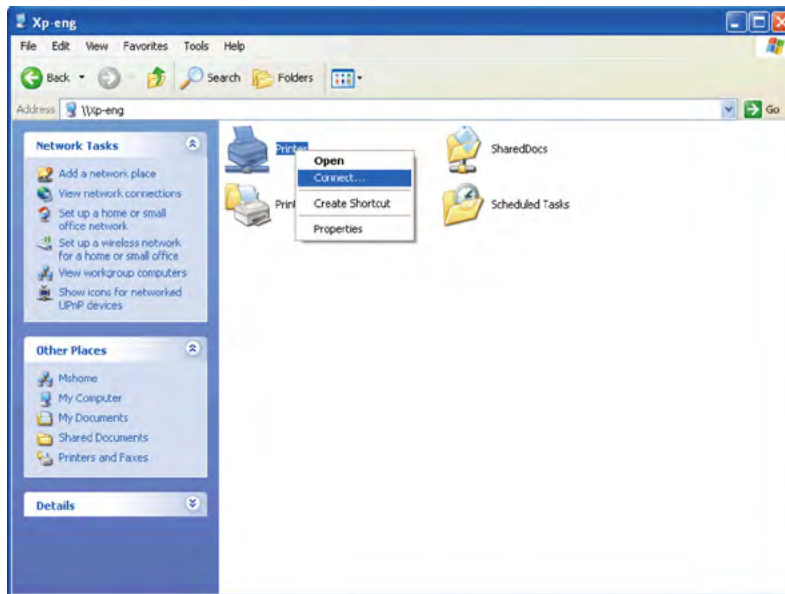 Xp-eng
File Edit View Favorites Tools Help
Back Search Folders
Address \\Xp-eng Go
Network Tasks
Add a network place
View network connections
Set up a home or small
office network
Set up a wireless network
for a home or small office
View workgroup computers
Show icons for networked
UPnP devices
Other Places
Mshome
My Computer
My Documents
Shared Documents
Printers and Faxes
Details
Printer
SharedDocs
Open
Connect...
Create Shortcut
Properties
Scheduled Tasks